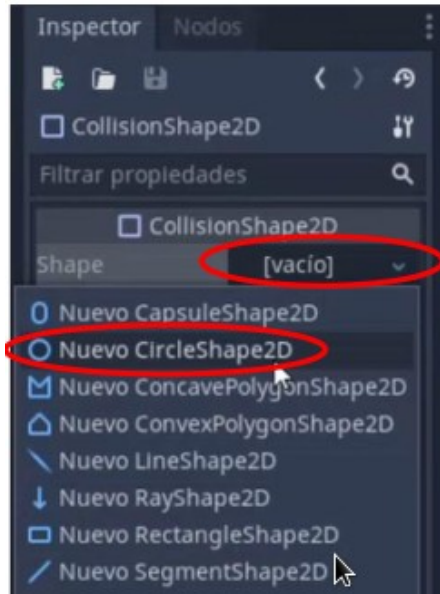 Inspector Nodos
CollisionShape2D
Filtrar propiedades
CollisionShape2D
Shape [vacío]
Nuevo CapsuleShape2D
Nuevo CircleShape2D
Nuevo ConcavePolygonShape2D
Nuevo ConvexPolygonShape2D
Nuevo LineShape2D
Nuevo RayShape2D
Nuevo RectangleShape2D
Nuevo SegmentShape2D